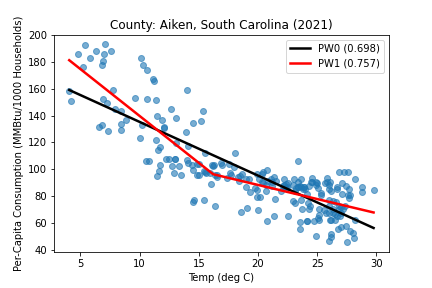 County: Aiken, South Carolina (2021)
PW0 (0.698)
PW1 (0.757)
Per-Capita Consumption (MMBtu/1000 Households)
200
180
160
140
120
100
80
60
40
5 10 15 20 25 30
Temp (deg C)